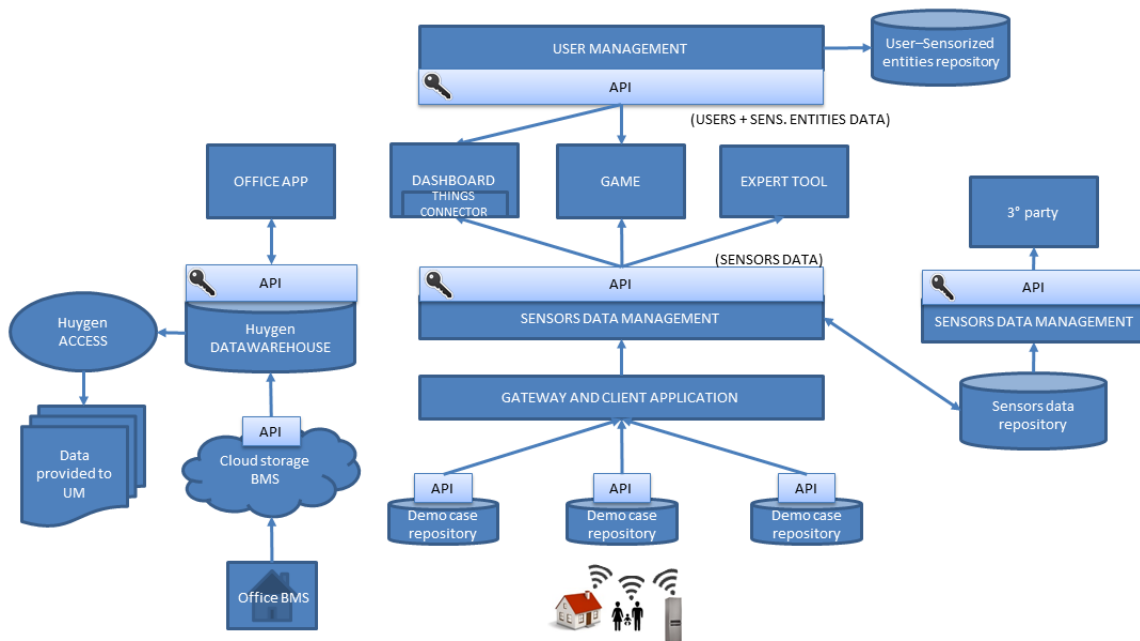 USER MANAGEMENT
API
User–Sensorized
entities repository
(USERS + SENS. ENTITIES DATA)
OFFICE APP
DASHBOARD
THINGS
CONNECTOR
GAME
EXPERT TOOL
3° party
(SENSORS DATA)
API
API
API
Huygen
ACCESS
Huygen
DATAWAREHOUSE
SENSORS DATA MANAGEMENT
SENSORS DATA MANAGEMENT
GATEWAY AND CLIENT APPLICATION
Sensors data
repository
API
Cloud storage
BMS
Data
provided to
UM
API
API
API
Demo case
repository
Demo case
repository
Demo case
repository
Office BMS